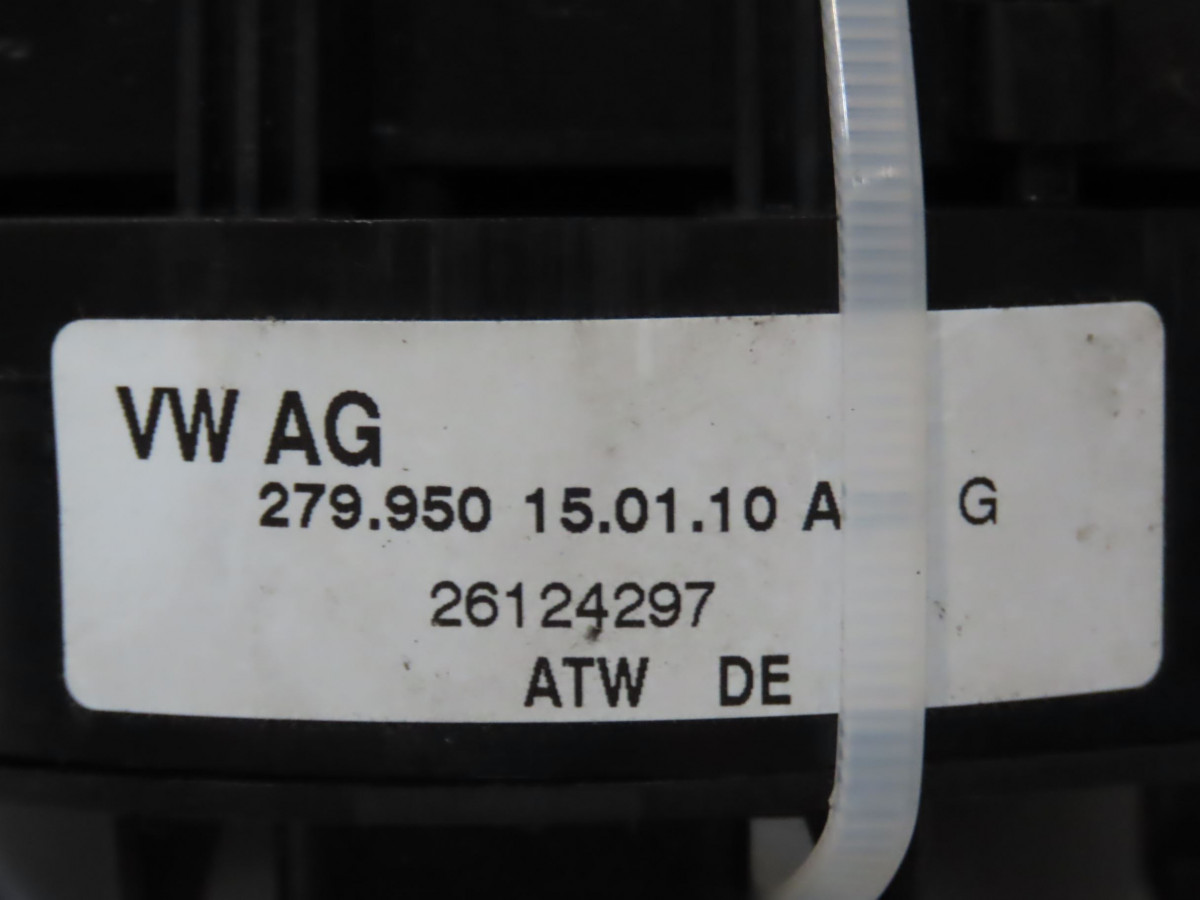 VW AG
279.950 15.01.10 A G
26124297
ATW DE